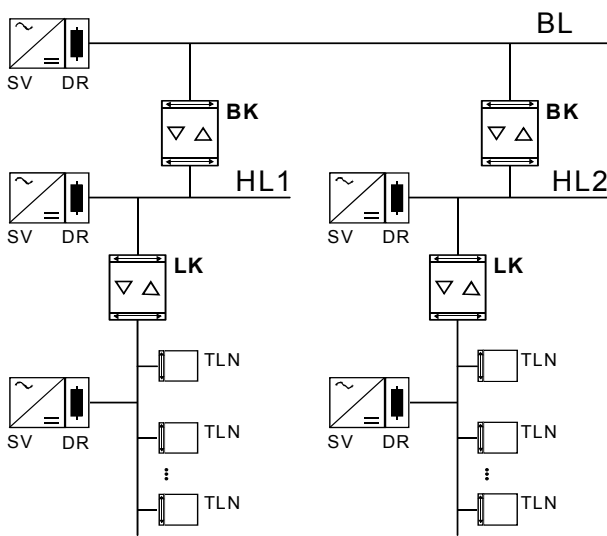 BL
SV DR
BK BK
HL1 HL2
SV DR SV DR
LK LK
TLN TLN
SV DR SV DR
TLN TLN
TLN TLN